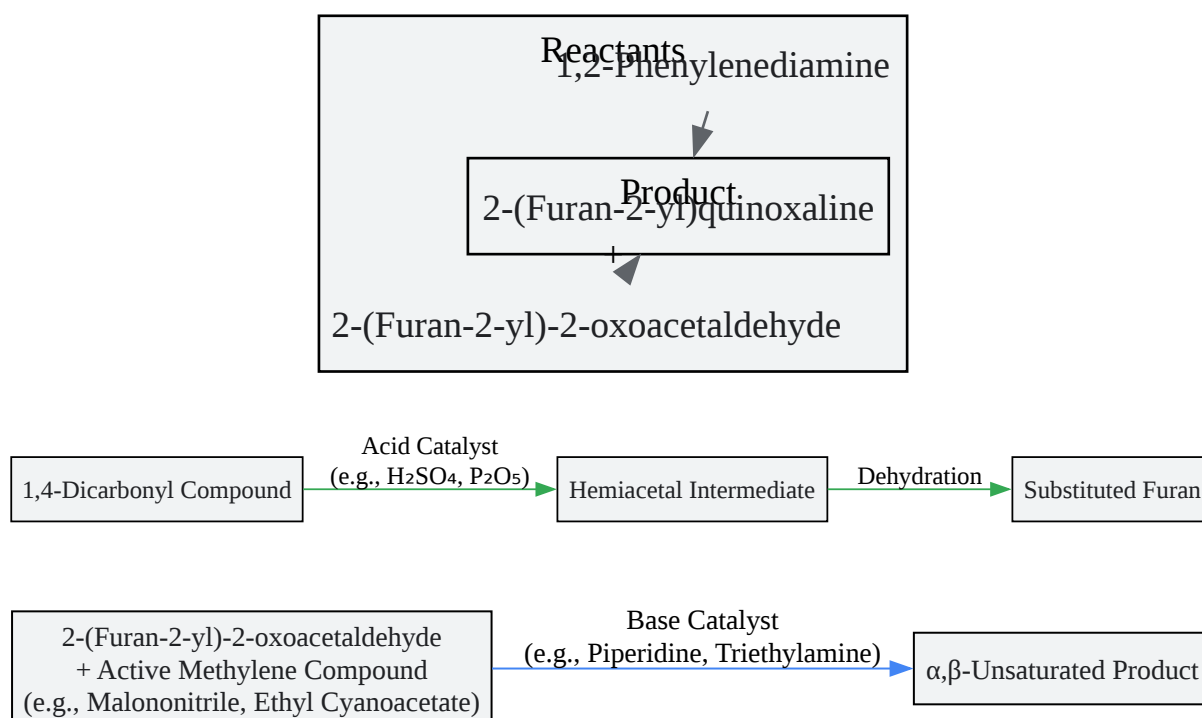 Reactants
1,2-Phenylenediamine
Product
2-(Furan-2-yl)quinoxaline
+
2-(Furan-2-yl)-2-oxoacetaldehyde
1,4-Dicarbonyl Compound
Acid Catalyst
(e.g., H₂SO₄, P₂O₅)
Hemiacetal Intermediate
Dehydration
Substituted Furan
2-(Furan-2-yl)-2-oxoacetaldehyde
+ Active Methylene Compound
(e.g., Malononitrile, Ethyl Cyanoacetate)
Base Catalyst
(e.g., Piperidine, Triethylamine)
α,β-Unsaturated Product